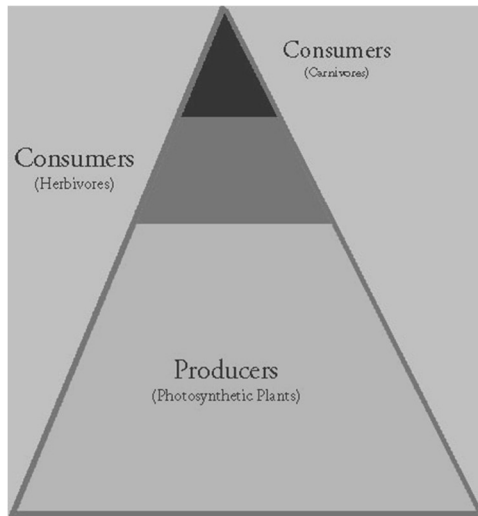 Consumers
(Carnivores)
Consumers
(Herbivores)
Producers
(Photosynthetic Plants)